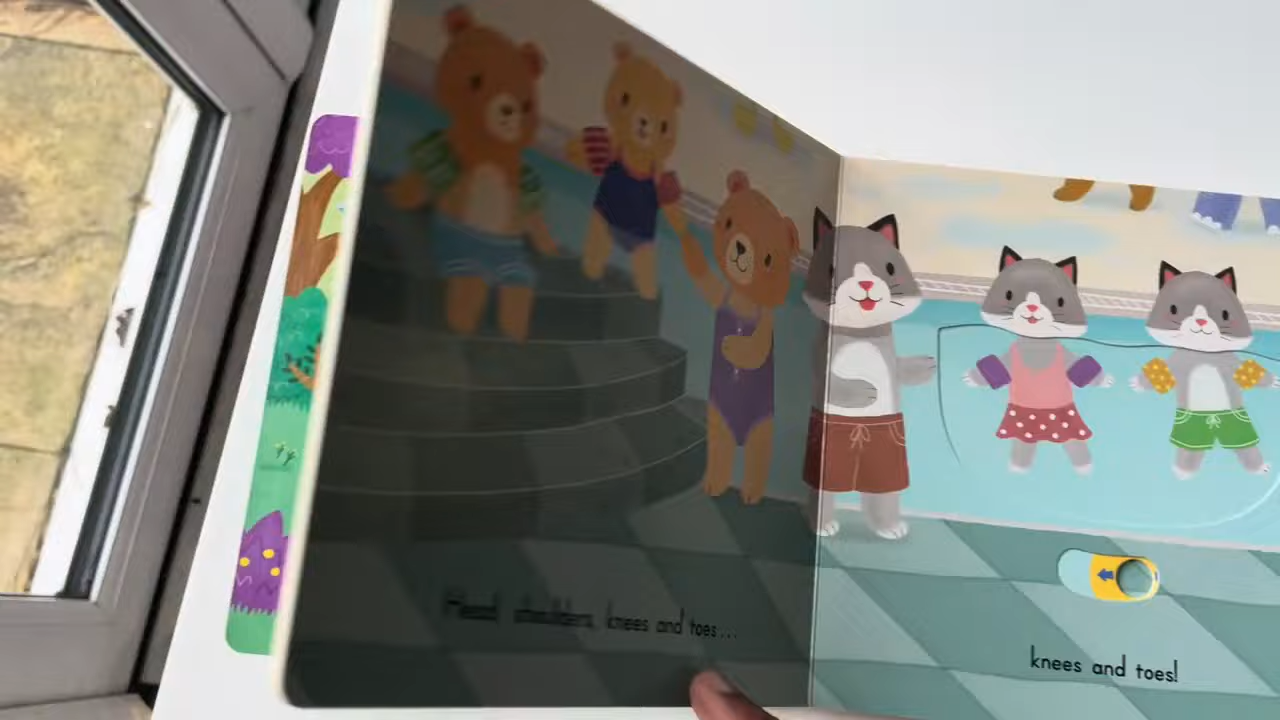 Head, shoulders, knees and toes...
knees and toes!